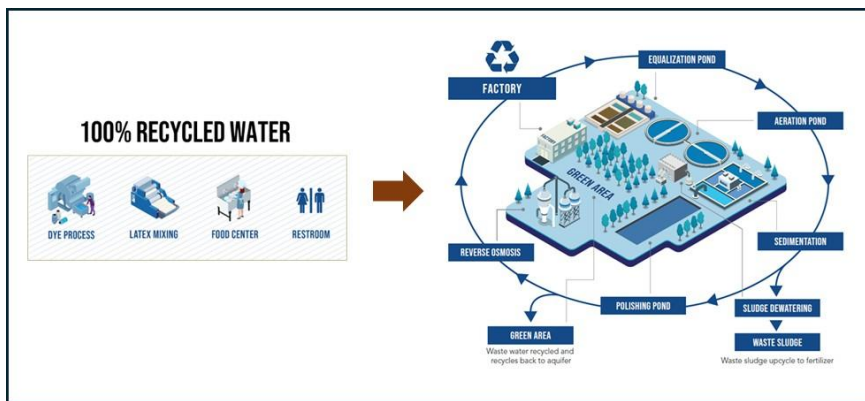 100% RECYCLED WATER
DYE PROCESS
LATEX MIXING
FOOD CENTER
RESTROOM
EQUALIZATION POND
FACTORY
AERATION POND
FACTORY
GREEN AREA
SEDIMENTATION
REVERSE OSMOSIS
POLISHING POND
SLUDGE DEWATERING
GREEN AREA
Waste water recycled and
recycles back to aquifer
WASTE SLUDGE
Waste sludge upcycle to fertilizer